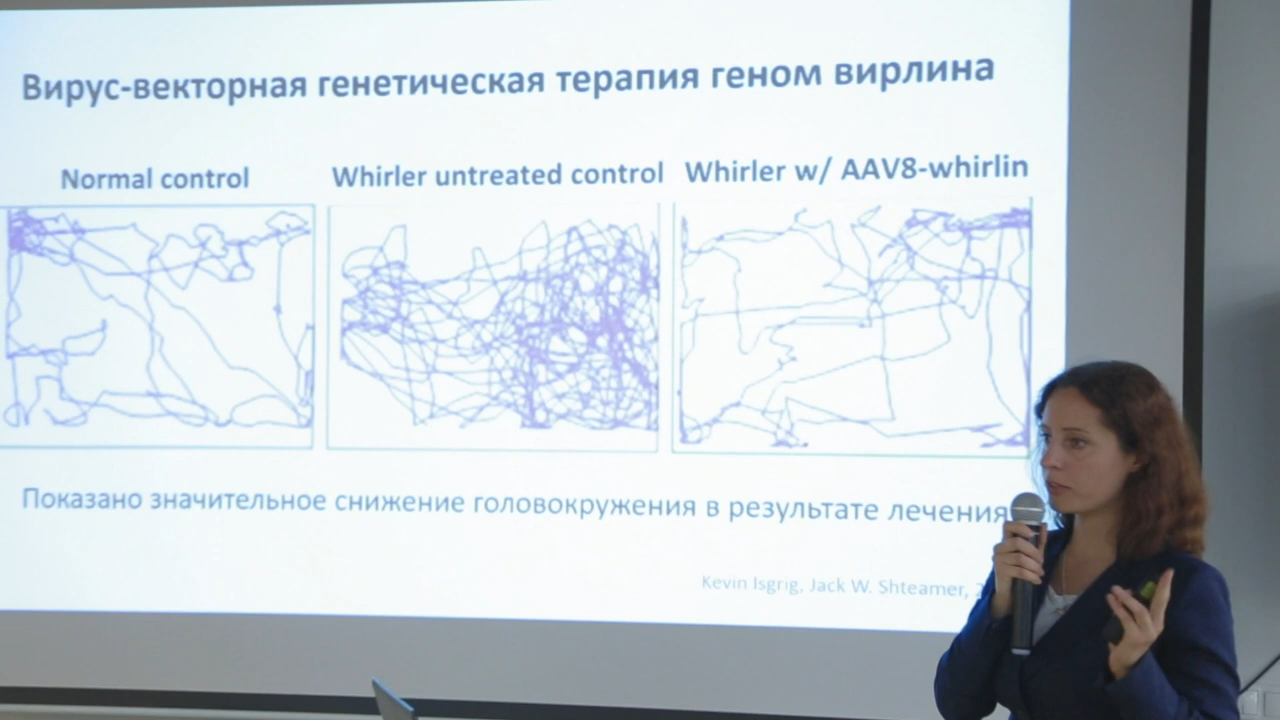 Вирус-векторная генетическая терапия геном вирлина
Normal control
Whirler untreated control
Whirler w/ AAV8-whirlin
Показано значительное снижение головокружения в результате лечения
Kevin Isgrig, Jack W. Shteamer,